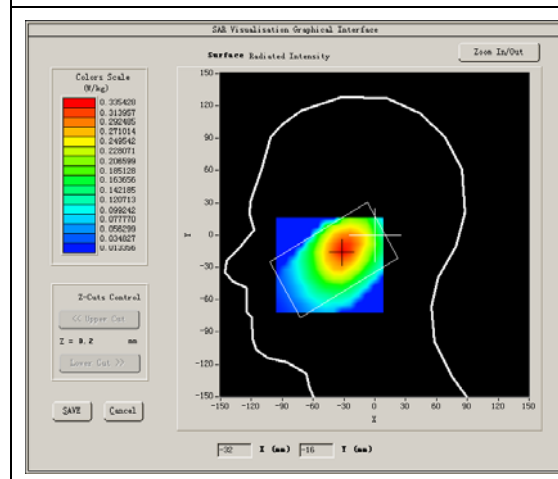 SAR Visualisation Graphical Interface
Surface Radiated Intensity
Zoom In/Out
Colors Scale
(W/kg)
0.335428
0.313957
0.292485
0.271014
0.249542
0.228071
0.206599
0.185128
0.163656
0.142185
0.120713
0.099242
0.077770
0.056299
0.034827
0.013356
150
120
90
60
30
Y 0
-30
-60
-90
-120
-150
-150 -120 -90 -60 -30 0 30 60 90 120 150
X
Z-Cuts Control
<< Upper Cut
Z = 0.2 mm
Lower Cut >>
SAVE Cancel
-32 X (mm) -16 Y (mm)